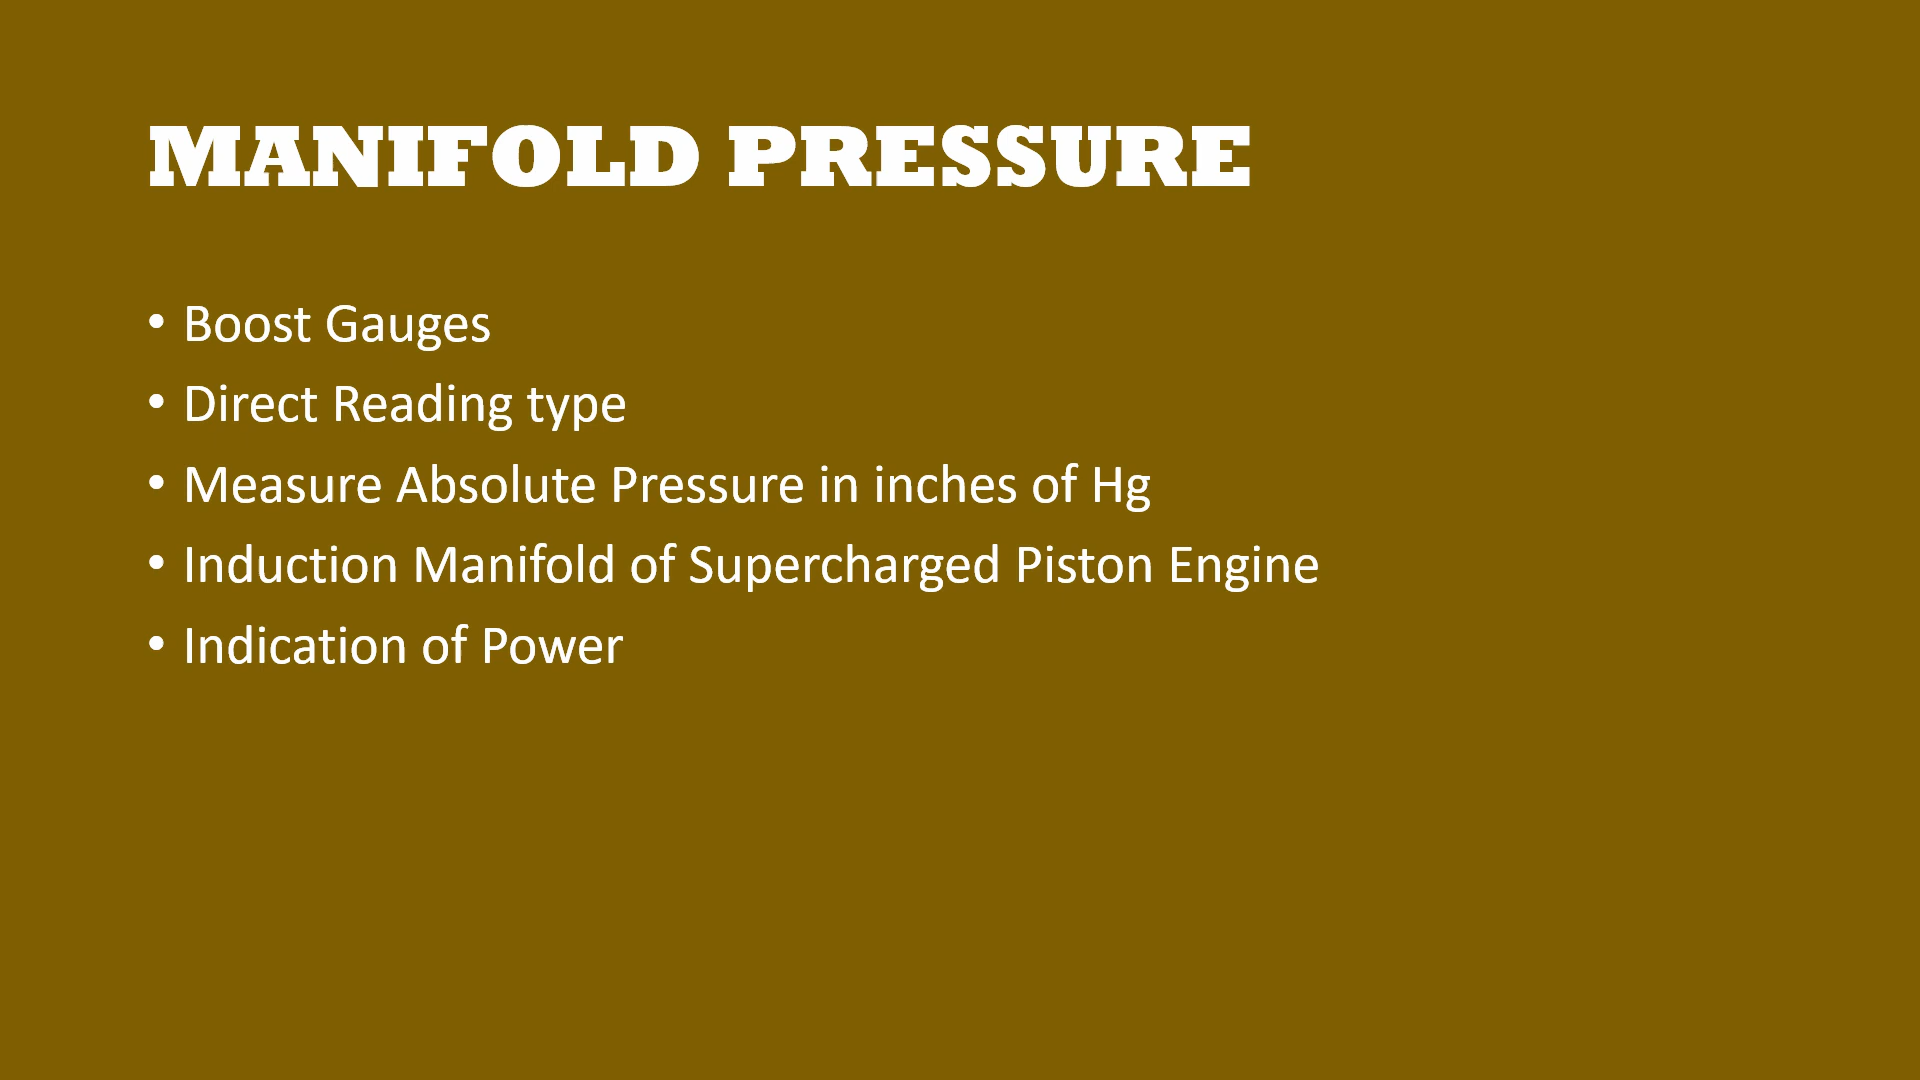 MANIFOLD PRESSURE
• Boost Gauges
• Direct Reading type
• Measure Absolute Pressure in inches of Hg
• Induction Manifold of Supercharged Piston Engine
• Indication of Power